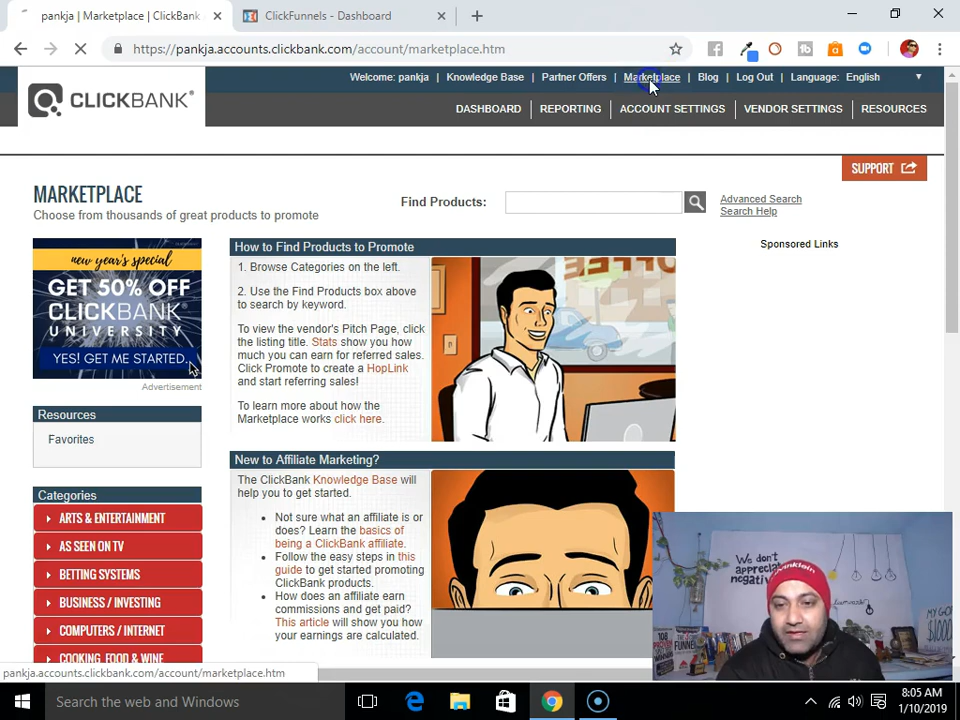 pankja | Marketplace | ClickBank
ClickFunnels - Dashboard
https://pankja.accounts.clickbank.com/account/marketplace.htm
Welcome: pankja | Knowledge Base | Partner Offers | Marketplace | Blog | Log Out | Language: English
CLICKBANK
DASHBOARD | REPORTING | ACCOUNT SETTINGS | VENDOR SETTINGS | RESOURCES
SUPPORT
MARKETPLACE
Choose from thousands of great products to promote
Find Products:
Advanced Search
Search Help
new year's special
GET 50% OFF
CLICKBANK
UNIVERSITY
YES! GET ME STARTED.
Advertisement
Resources
Favorites
Categories
ARTS & ENTERTAINMENT
AS SEEN ON TV
BETTING SYSTEMS
BUSINESS / INVESTING
COMPUTERS / INTERNET
COOKING, FOOD & WINE
How to Find Products to Promote
1. Browse Categories on the left.
2. Use the Find Products box above
to search by keyword.
To view the vendor's Pitch Page, click
the listing title. Stats show you how
much you can earn for referred sales.
Click Promote to create a HopLink
and start referring sales!
To learn more about how the
Marketplace works click here.
New to Affiliate Marketing?
The ClickBank Knowledge Base will
help you to get started.
Not sure what an affiliate is or
does? Learn the basics of
being a ClickBank affiliate.
Follow the easy steps in this
guide to get started promoting
ClickBank products.
How does an affiliate earn
commissions and get paid?
This article will show you how
your earnings are calculated.
Sponsored Links
We don't
appreciate
pankja.accounts.clickbank.com/account/marketplace.htm
Search the web and Windows
8:05 AM
1/10/2019